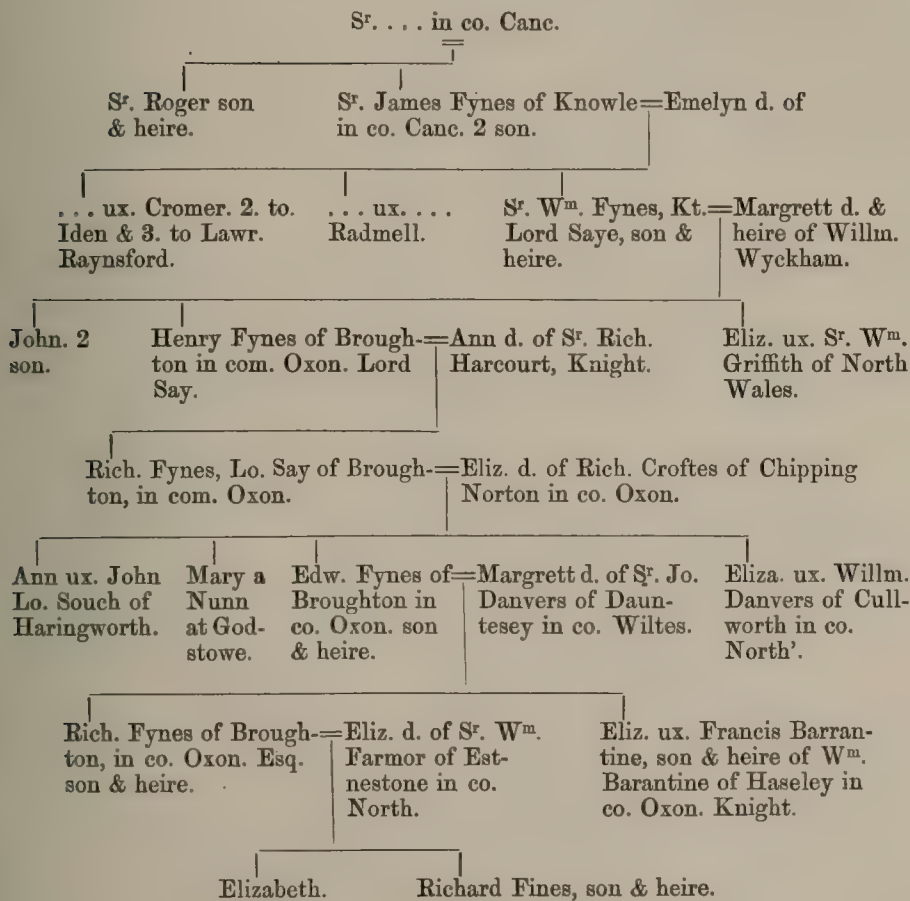 Sr. . . . . in co. Canc.
Sr. Roger son
& heire.
Sr. James Fynes of Knowle=Emelyn d. of
in co. Canc. 2 son.
. . . ux. Cromer. 2. to.
Iden & 3. to Lawr.
Raynsford.
. . . ux. . . .
Radmell.
Sr. Wm. Fynes, Kt.=Margrett d. &
Lord Saye, son & heire of Willm.
heire. Wyckham.
John. 2
son.
Henry Fynes of Brough-=Ann d. of Sr. Rich.
ton in com. Oxon. Lord Harcourt, Knight.
Say.
Eliz. ux. Sr. Wm.
Griffith of North
Wales.
Rich. Fynes, Lo. Say of Brough-=Eliz. d. of Rich. Croftes of Chipping
ton, in com. Oxon. Norton in co. Oxon.
Ann ux. John
Lo. Souch of
Haringworth.
Mary a
Nunn
at God-
stowe.
Edw. Fynes of=Margrett d. of Sr. Jo.
Broughton in Danvers of Daun-
co. Oxon. son tesey in co. Wiltes.
& heire.
Eliza. ux. Willm.
Danvers of Cull-
worth in co.
North'.
Rich. Fynes of Brough-=Eliz. d. of Sr. Wm.
ton, in co. Oxon. Esq. Farmor of Est-
son & heire. nestone in co.
North.
Eliz. ux. Francis Barran-
tine, son & heire of Wm.
Barantine of Haseley in
co. Oxon. Knight.
Elizabeth.
Richard Fines, son & heire.